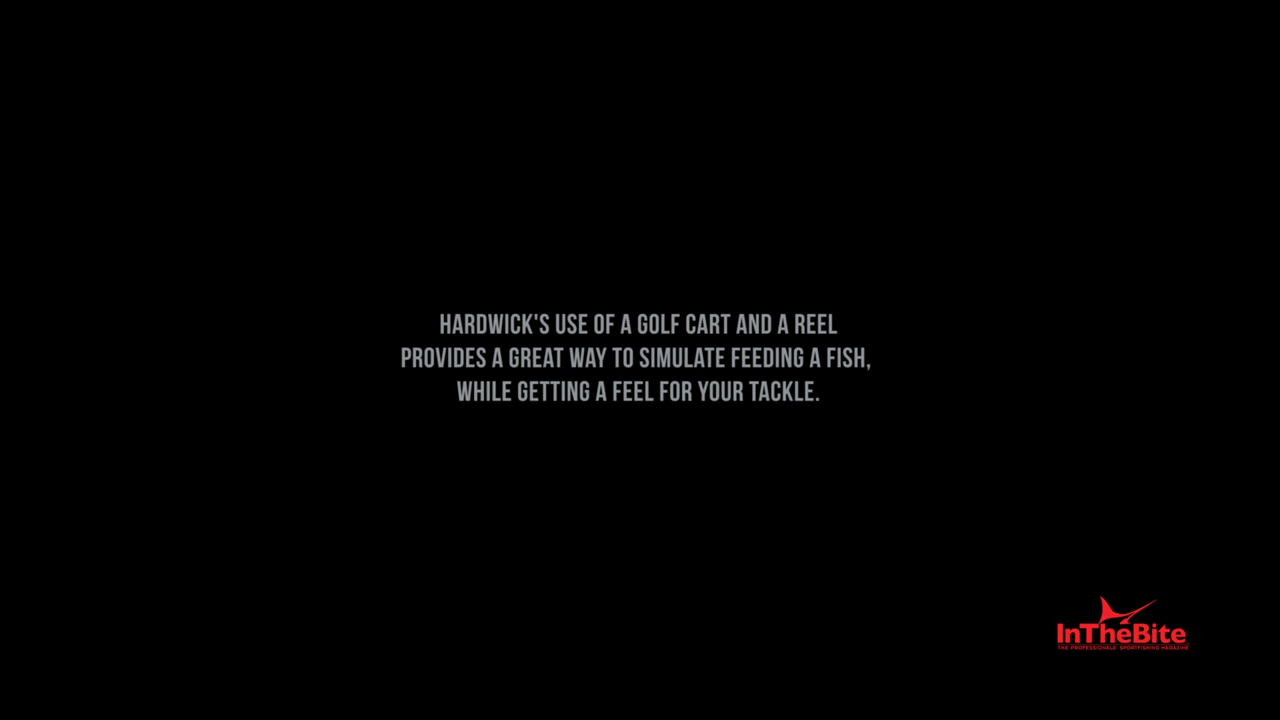 HARDWICK'S USE OF A GOLF CART AND A REEL
PROVIDES A GREAT WAY TO SIMULATE FEEDING A FISH,
WHILE GETTING A FEEL FOR YOUR TACKLE.
InTheBite
THE PROFESSIONALS' SPORTFISHING MAGAZINE